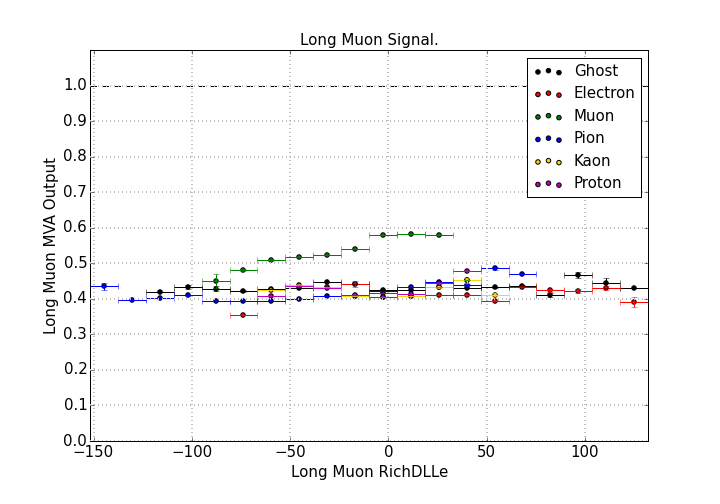 Long Muon Signal.
Long Muon MVA Output
1.0
0.9
0.8
0.7
0.6
0.5
0.4
0.3
0.2
0.1
0.0
Ghost
Electron
Muon
Pion
Kaon
Proton
−150 −100 −50 0 50 100
Long Muon RichDLLe